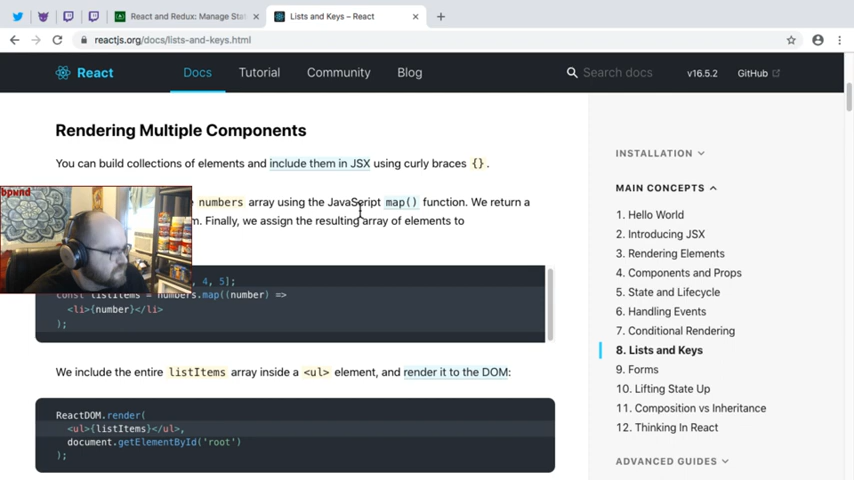 React and Redux: Manage Sta
Lists and Keys – React
reactjs.org/docs/lists-and-keys.html
React
Docs
Tutorial
Community
Blog
Search docs
v16.5.2
GitHub
Rendering Multiple Components
You can build collections of elements and include them in JSX using curly braces {}.
numbers array using the JavaScript map() function. We return a
m. Finally, we assign the resulting array of elements to
, 4, 5];
const listItems = numbers.map((number) =>
<li>{number}</li>
);
We include the entire listItems array inside a <ul> element, and render it to the DOM:
ReactDOM.render(
<ul>{listItems}</ul>,
document.getElementById('root')
);
INSTALLATION
MAIN CONCEPTS
1. Hello World
2. Introducing JSX
3. Rendering Elements
4. Components and Props
5. State and Lifecycle
6. Handling Events
7. Conditional Rendering
8. Lists and Keys
9. Forms
10. Lifting State Up
11. Composition vs Inheritance
12. Thinking In React
ADVANCED GUIDES